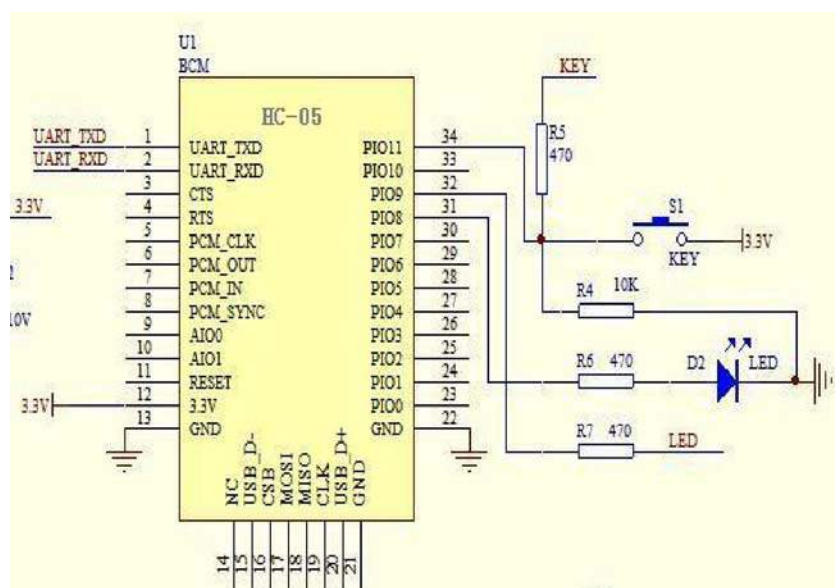 U1
BCM
HC-05
UART_TXD
UART_RXD
3.3V
10V
3.3V
1 UART_TXD
2 UART_RXD
3 CTS
4 RTS
5 PCM_CLK
6 PCM_OUT
7 PCM_IN
8 PCM_SYNC
9 AIO0
10 AIO1
11 RESET
12 3.3V
13 GND
PIO11 34
PIO10 33
PIO9 32
PIO8 31
PIO7 30
PIO6 29
PIO5 28
PIO4 27
PIO3 26
PIO2 25
PIO1 24
PIO0 23
GND 22
NC
USB_D-
CSB
MOSI
MISO
CLK
USB_D+
GND
14
15
16
17
18
19
20
21
KEY
R5
470
S1
KEY
3.3V
R4 10K
R6 470
D2 LED
R7 470
LED